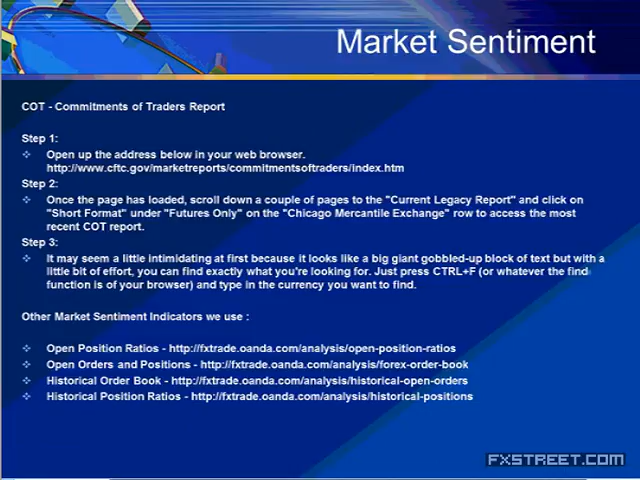 Market Sentiment
COT - Commitments of Traders Report
Step 1:
Open up the address below in your web browser.
http://www.cftc.gov/marketreports/commitmentsoftraders/index.htm
Step 2:
Once the page has loaded, scroll down a couple of pages to the "Current Legacy Report" and click on
"Short Format" under "Futures Only" on the "Chicago Mercantile Exchange" row to access the most
recent COT report.
Step 3:
It may seem a little intimidating at first because it looks like a big giant gobbled-up block of text but with a
little bit of effort, you can find exactly what you're looking for. Just press CTRL+F (or whatever the find
function is of your browser) and type in the currency you want to find.
Other Market Sentiment Indicators we use :
Open Position Ratios - http://fxtrade.oanda.com/analysis/open-position-ratios
Open Orders and Positions - http://fxtrade.oanda.com/analysis/forex-order-book
Historical Order Book - http://fxtrade.oanda.com/analysis/historical-open-orders
Historical Position Ratios - http://fxtrade.oanda.com/analysis/historical-positions
FXSTREET.COM